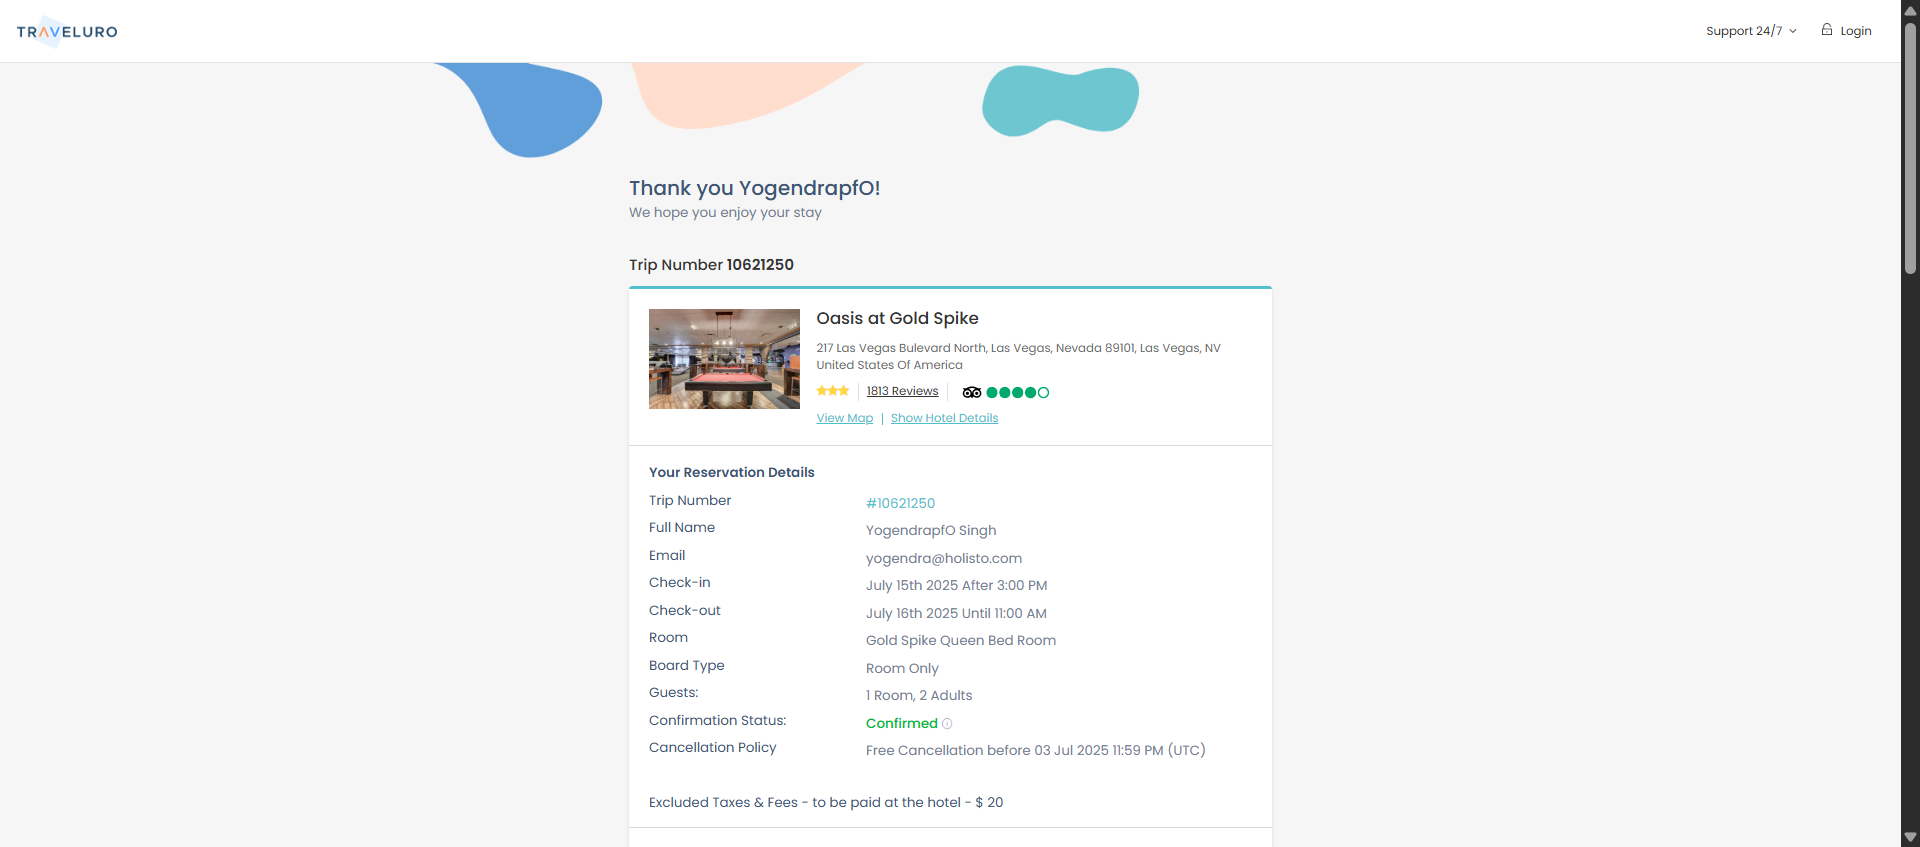 TRAVELURO
Support 24/7
Login
Thank you YogendrapfO!
We hope you enjoy your stay
Trip Number 10621250
Oasis at Gold Spike
217 Las Vegas Bulevard North, Las Vegas, Nevada 89101, Las Vegas, NV
United States Of America
1813 Reviews
View Map | Show Hotel Details
Your Reservation Details
Trip Number #10621250
Full Name YogendrapfO Singh
Email yogendra@holisto.com
Check-in July 15th 2025 After 3:00 PM
Check-out July 16th 2025 Until 11:00 AM
Room Gold Spike Queen Bed Room
Board Type Room Only
Guests: 1 Room, 2 Adults
Confirmation Status: Confirmed
Cancellation Policy Free Cancellation before 03 Jul 2025 11:59 PM (UTC)
Excluded Taxes & Fees - to be paid at the hotel - $ 20